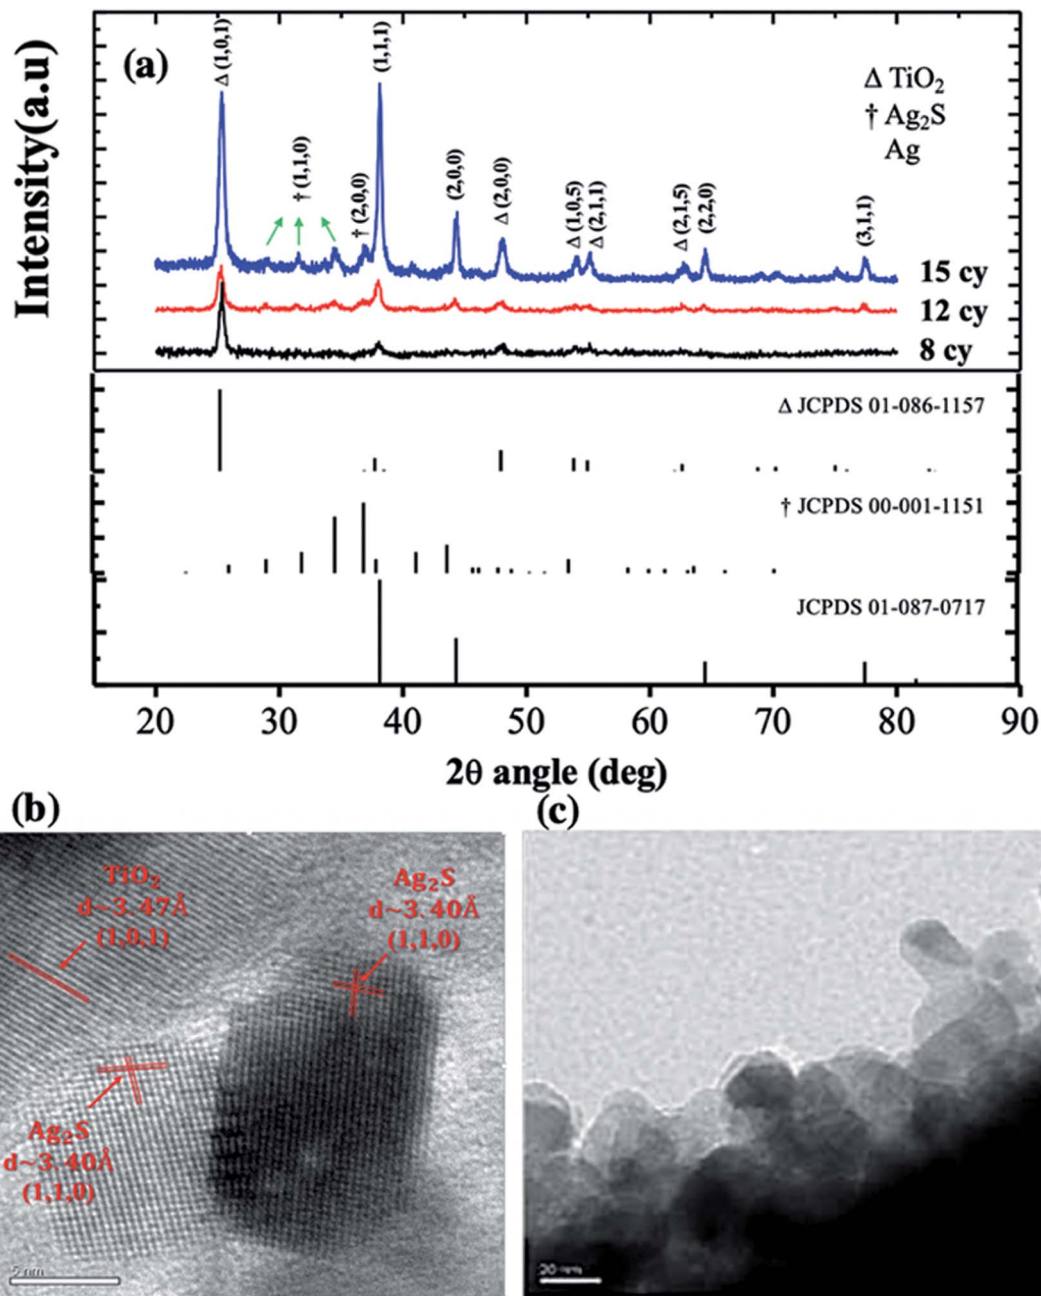 (a)
Intensity(a.u)
Δ (1,0,1)
† (1,1,0)
† (2,0,0)
(1,1,1)
(2,0,0)
Δ (2,0,0)
Δ (1,0,5)
Δ (2,1,1)
Δ (2,1,5)
(2,2,0)
(3,1,1)
Δ TiO₂
† Ag₂S
Ag
15 cy
12 cy
8 cy
Δ JCPDS 01-086-1157
† JCPDS 00-001-1151
JCPDS 01-087-0717
20 30 40 50 60 70 80 90
2θ angle (deg)
(b)
TiO₂
d~3.47Å
(1,0,1)
Ag₂S
d~3.40Å
(1,1,0)
Ag₂S
d~3.40Å
(1,1,0)
5 nm
(c)
20 nm